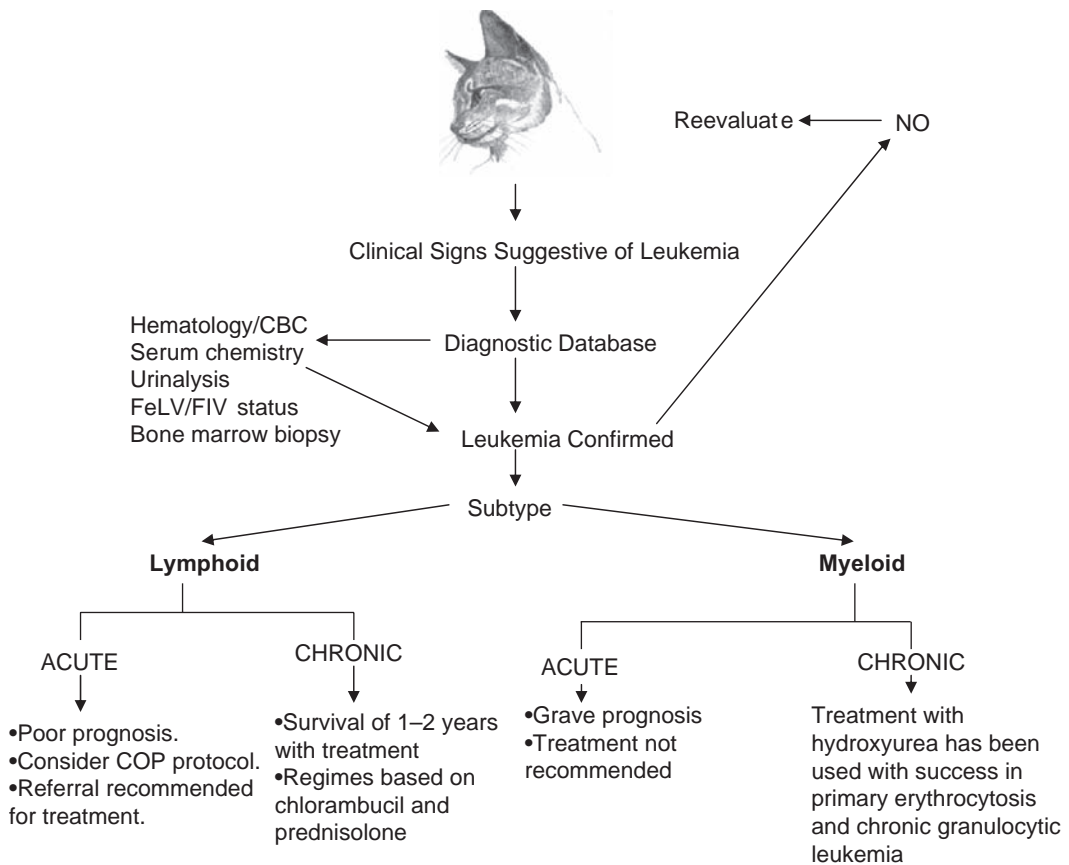 Reevaluate
NO
Clinical Signs Suggestive of Leukemia
Diagnostic Database
Hematology/CBC
Serum chemistry
Urinalysis
FeLV/FIV status
Bone marrow biopsy
Leukemia Confirmed
Subtype
Lymphoid
Myeloid
ACUTE
•Poor prognosis.
•Consider COP protocol.
•Referral recommended
for treatment.
CHRONIC
•Survival of 1–2 years
with treatment
•Regimes based on
chlorambucil and
prednisolone
ACUTE
•Grave prognosis
•Treatment not
recommended
CHRONIC
Treatment with
hydroxyurea has been
used with success in
primary erythrocytosis
and chronic granulocytic
leukemia